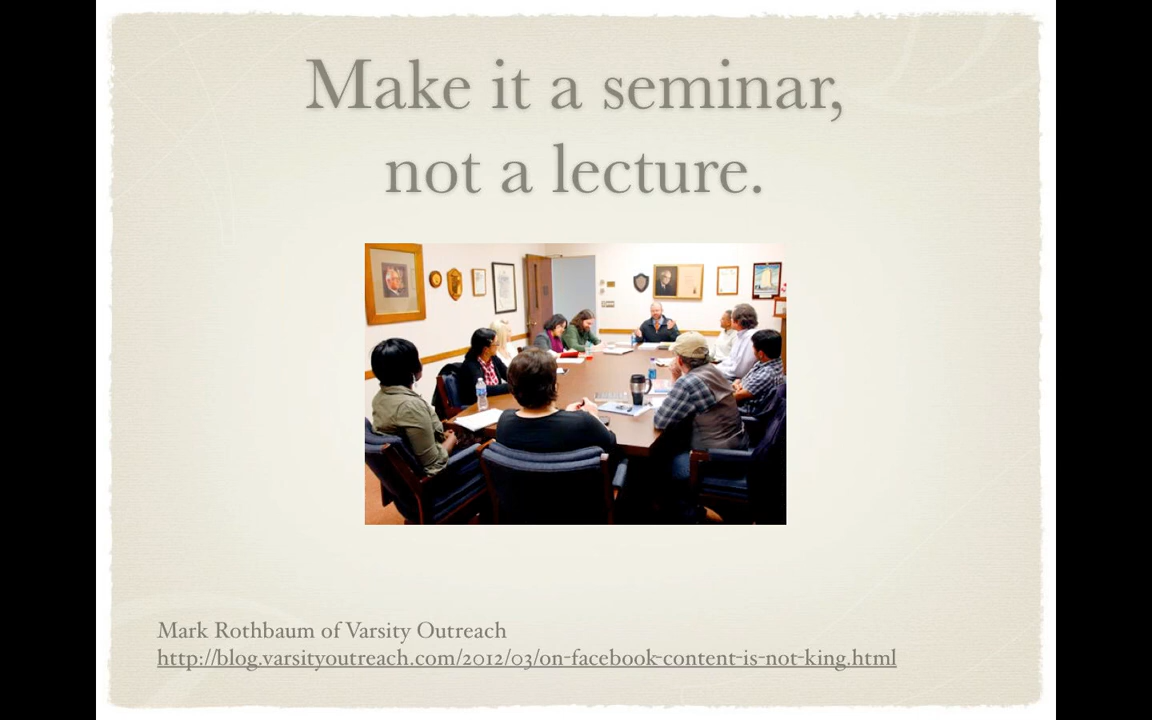 Make it a seminar,
not a lecture.
Mark Rothbaum of Varsity Outreach
http://blog.varsityoutreach.com/2012/03/on-facebook-content-is-not-king.html